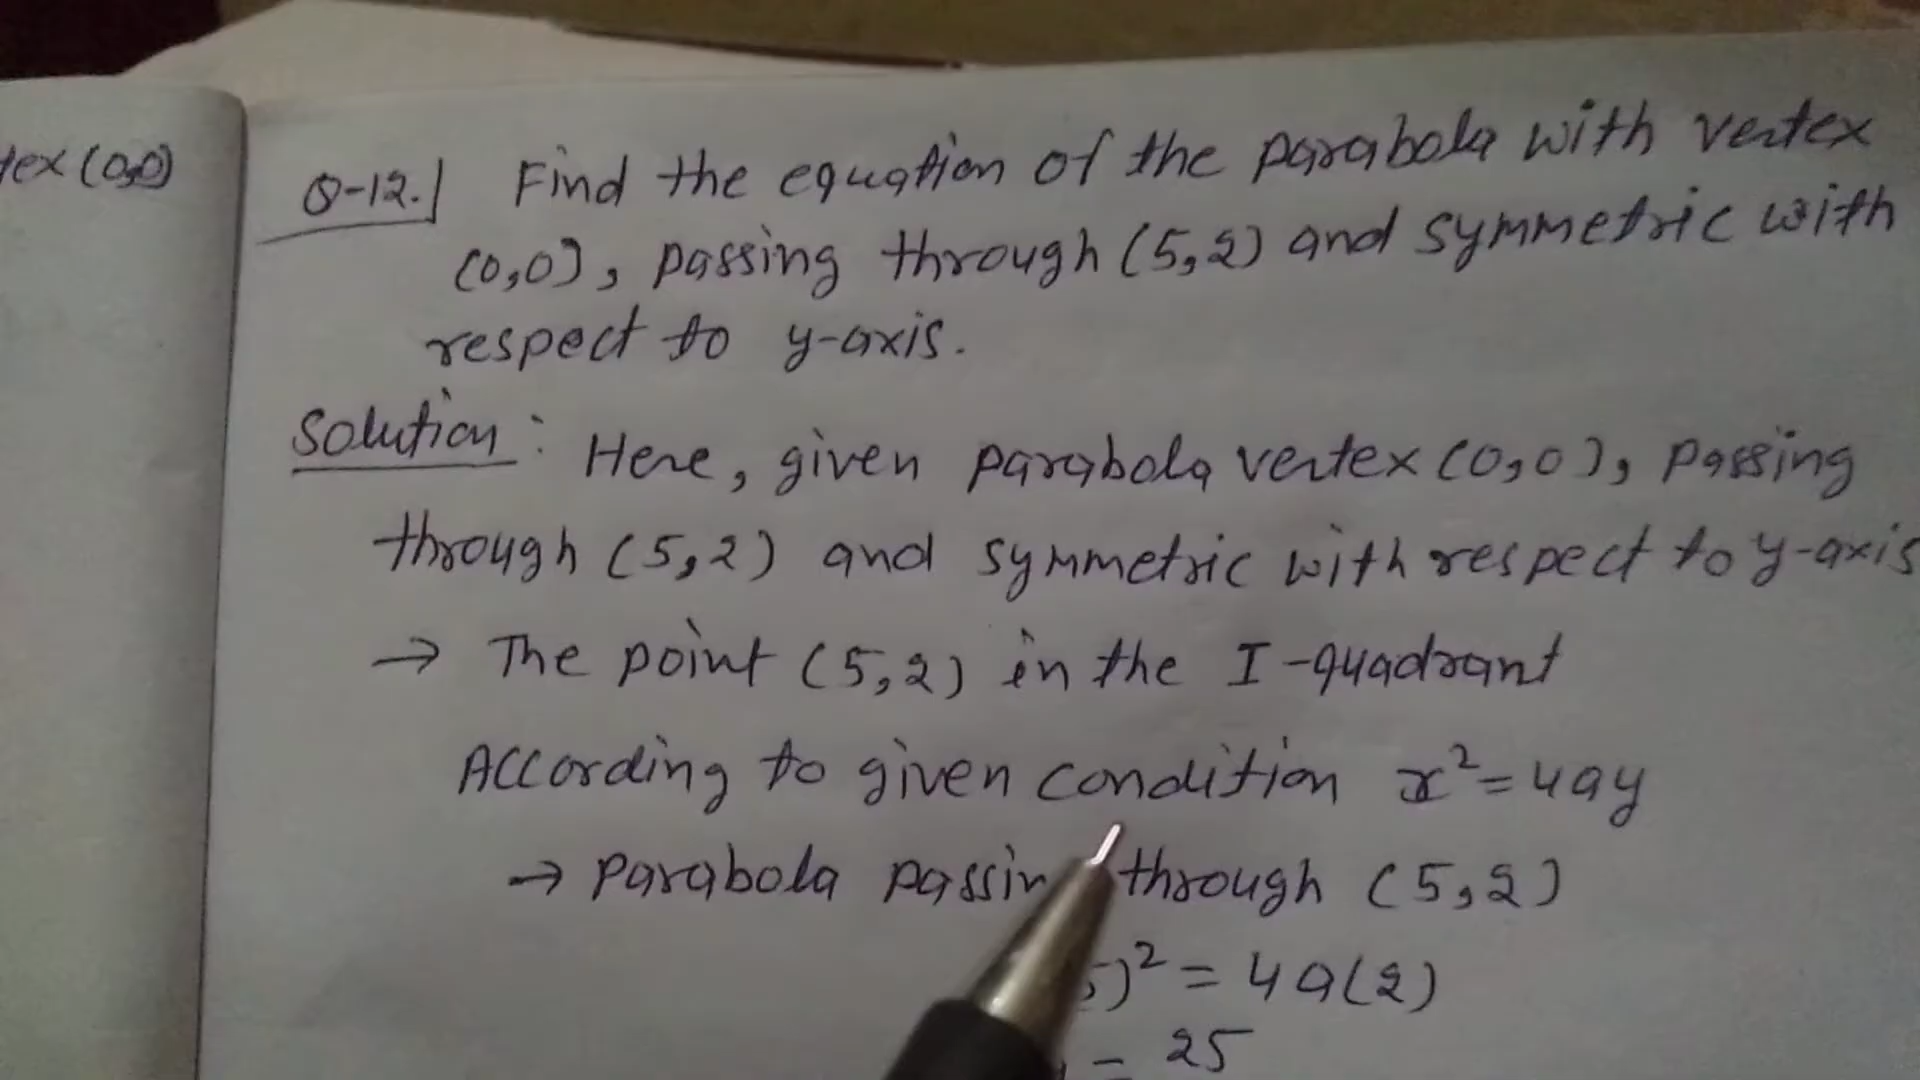 (0,0)
Q-12. Find the equation of the parabola with vertex
(0,0), passing through (5,2) and symmetric with
respect to y-axis.
Solution: Here, given parabola vertex (0,0), passing
through (5,2) and symmetric with respect to y-axis
→ The point (5,2) in the I-quadrant
According to given condition x² = 4ay
→ parabola passing through (5,2)
)² = 4a(2)
= 25